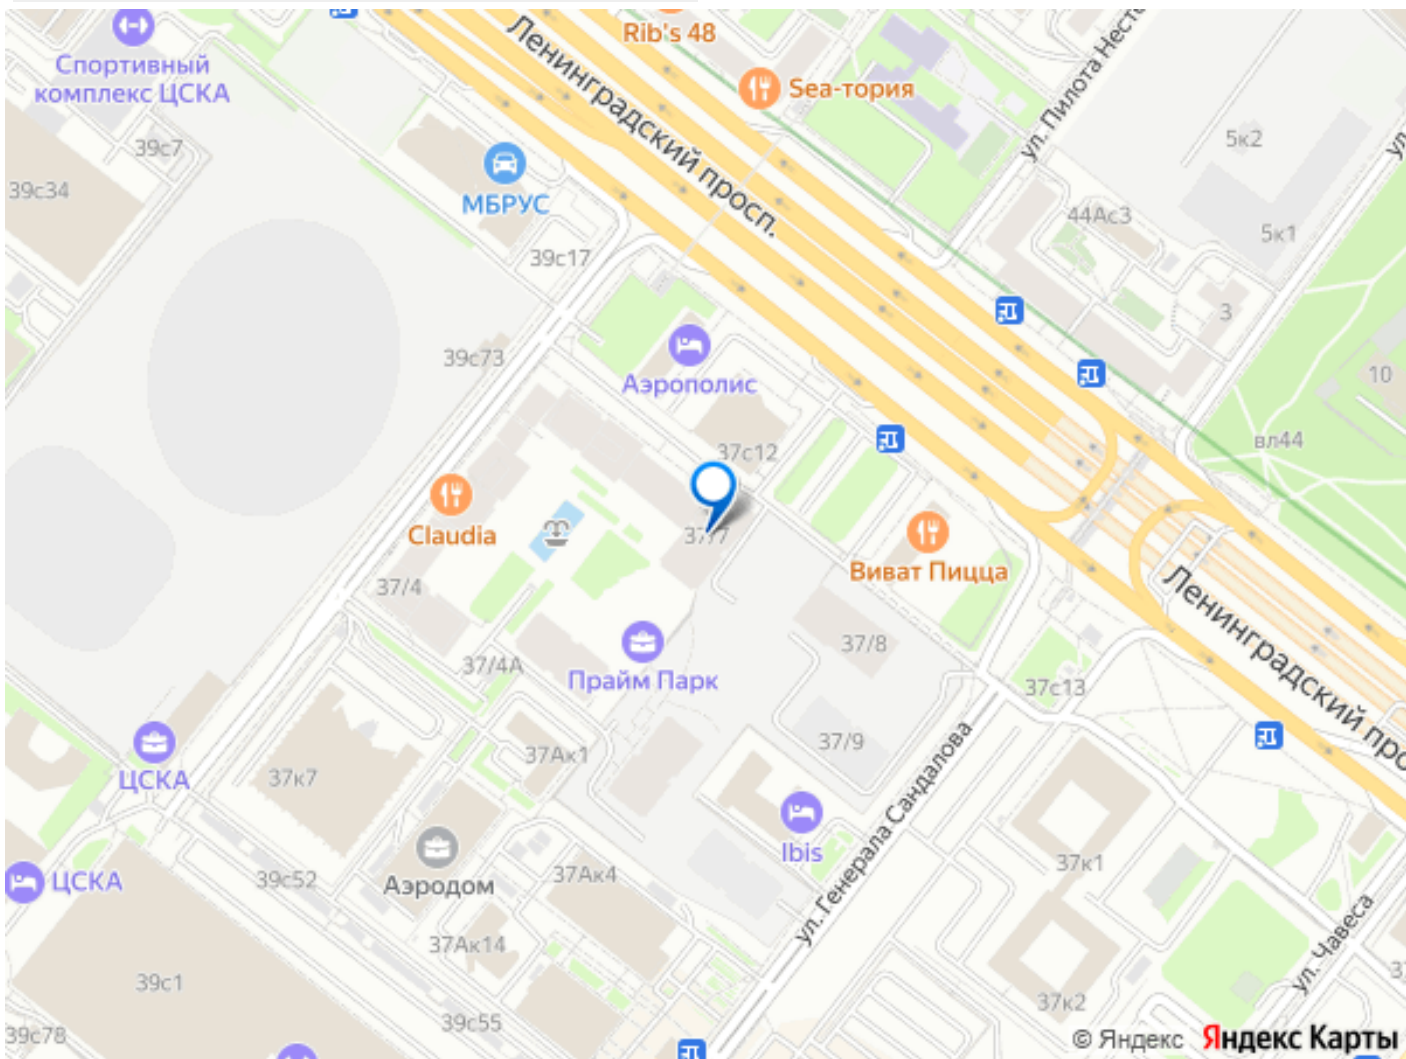 Rib's 48
Ленинградский просп.
Спортивный
комплекс ЦСКА
Sea-тория
ул. Пилота Несте
5к2
39с7
39с34
МБРУС
44Ас3
5к1
39с17
3
39с73
Аэрополис
10
37с12
вл44
Claudia
37/7
Виват Пицца
37/4
Ленинградский про
37/8
37/4А
Прайм Парк
37с13
37Ак1
37/9
ЦСКА
37к7
ул. Генерала Сандалова
Ibis
37к1
ЦСКА
39с52
Аэродом
37Ак4
ул. Чавеса
37Ак14
39с1
37к2
39с55
39с78
© Яндекс Яндекс Карты